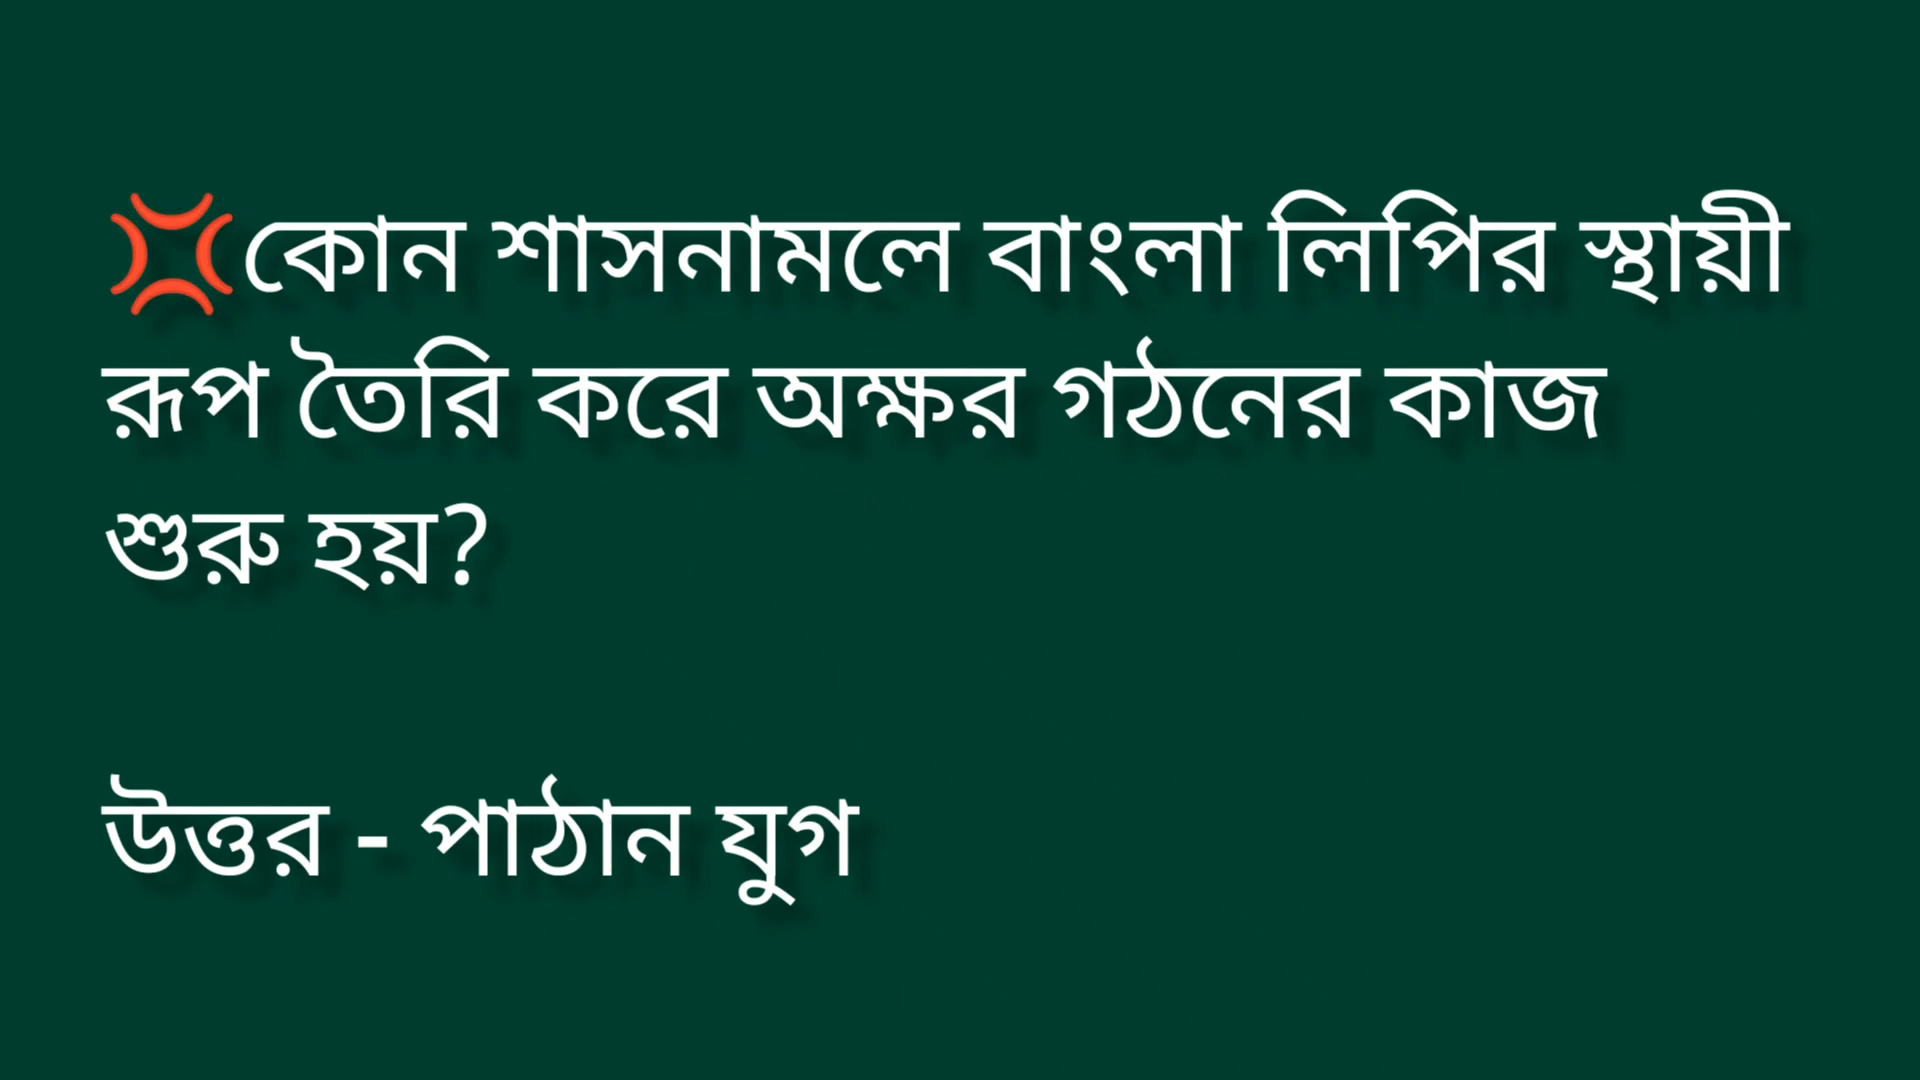 💢কোন শাসনামলে বাংলা লিপির স্থায়ী
রূপ তৈরি করে অক্ষর গঠনের কাজ
শুরু হয়?
উত্তর - পাঠান যুগ